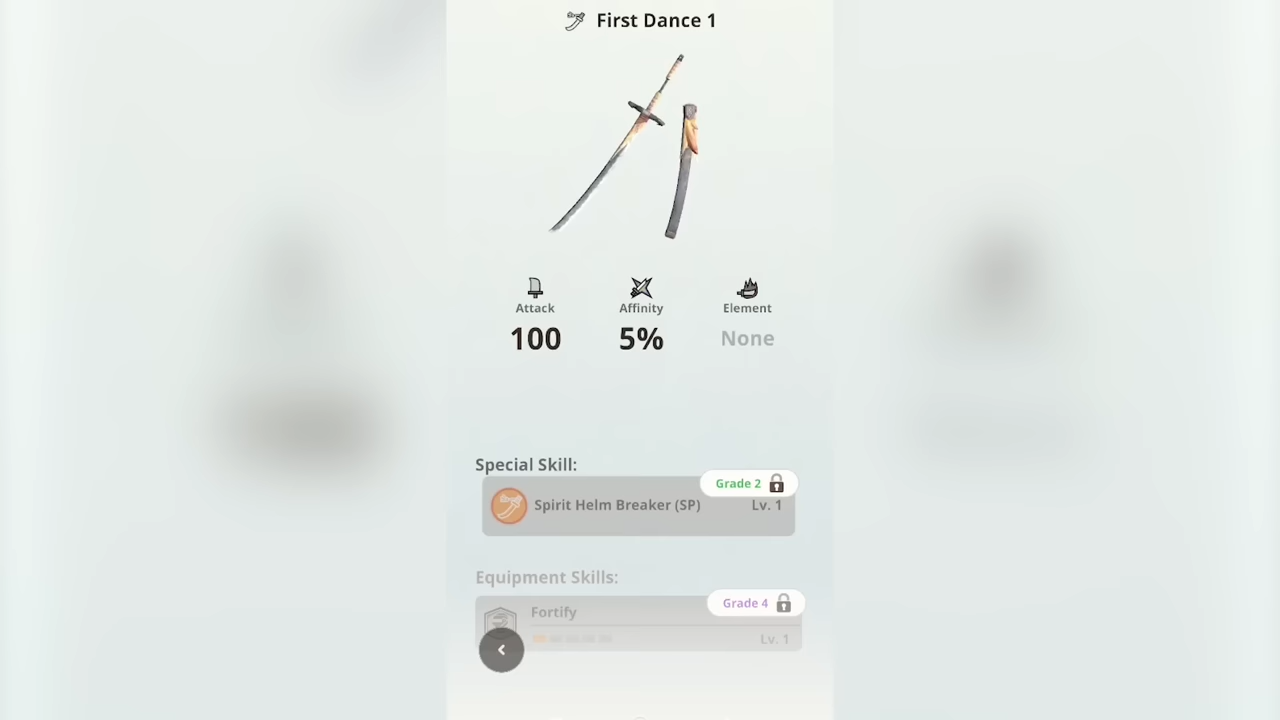 First Dance 1
Attack
Affinity
Element
100
5%
None
Special Skill:
Grade 2
Spirit Helm Breaker (SP)
Lv. 1
Equipment Skills:
Grade 4
Fortify
Lv. 1